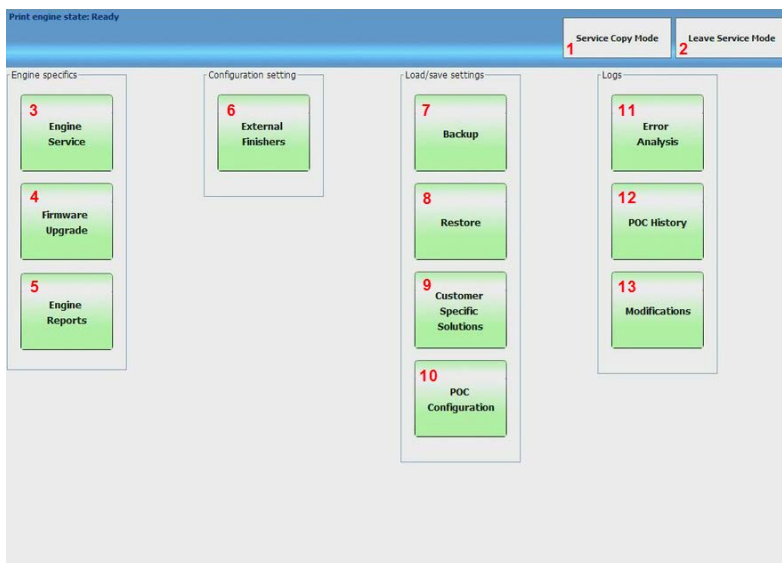 Print engine state: Ready
Service Copy Mode
1
Leave Service Mode
2
Engine specifics
3
Engine
Service
4
Firmware
Upgrade
5
Engine
Reports
Configuration setting
6
External
Finishers
Load/save settings
7
Backup
8
Restore
9
Customer
Specific
Solutions
10
POC
Configuration
Logs
11
Error
Analysis
12
POC History
13
Modifications